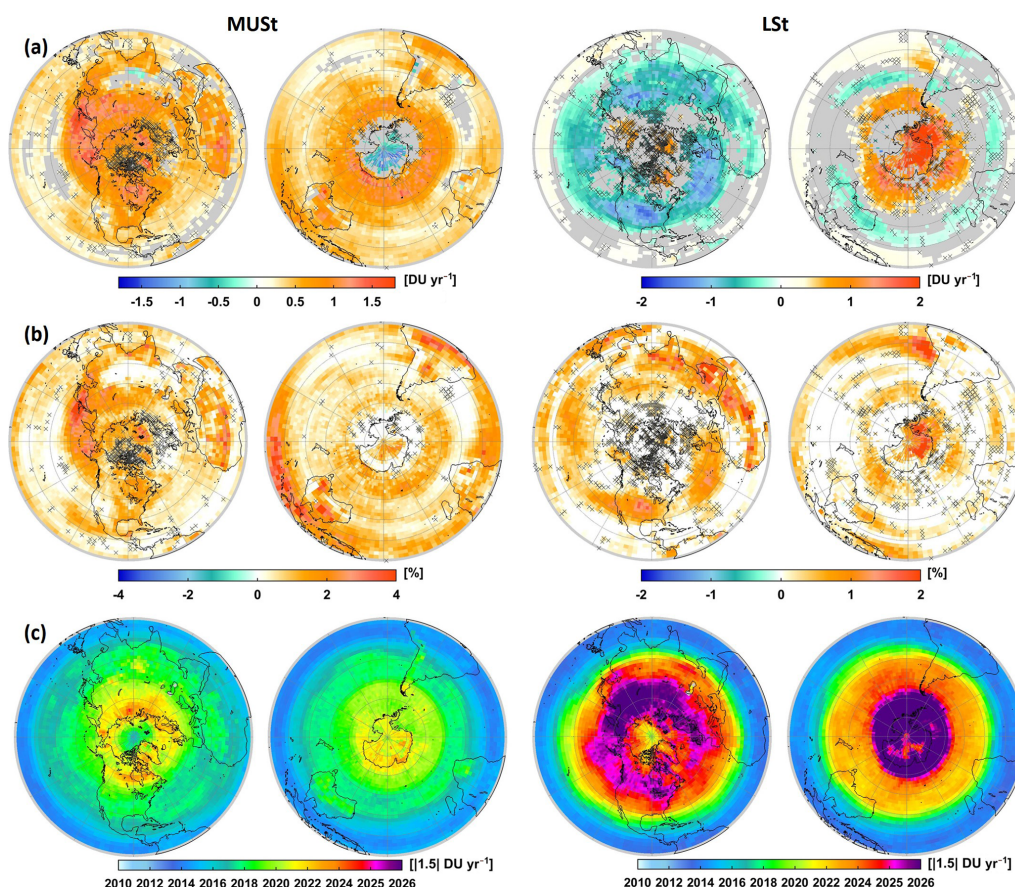 MUSt LSt
(a)
[DU yr⁻¹] [DU yr⁻¹]
-1.5 -1 -0.5 0 0.5 1 1.5 -2 -1 0 1 2
(b)
[%] [%]
-4 -2 0 2 4 -2 -1 0 1 2
(c)
[|1.5| DU yr⁻¹] [|1.5| DU yr⁻¹]
2010 2012 2014 2016 2018 2020 2022 2024 2025 2026 2010 2012 2014 2016 2018 2020 2022 2024 2025 2026